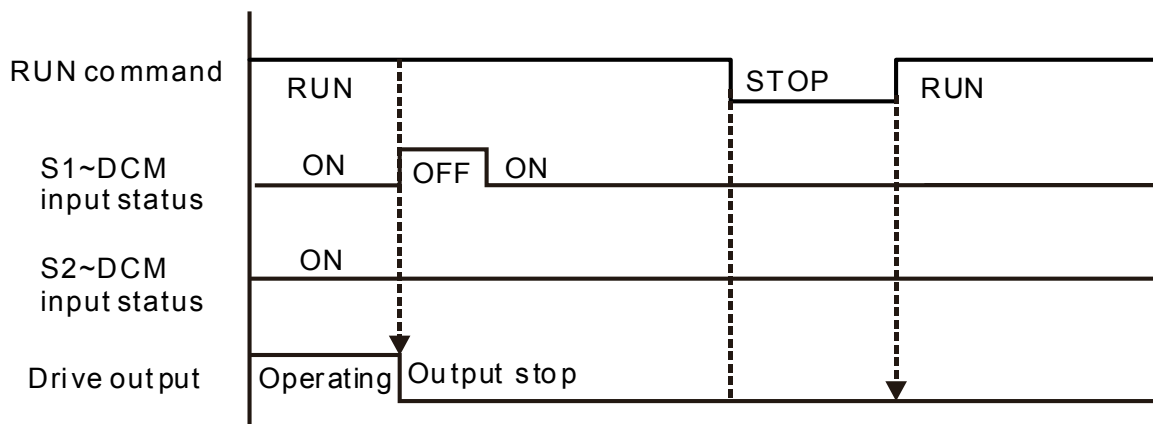 RUN command
RUN
STOP
RUN
S1~DCM
input status
ON
OFF
ON
S2~DCM
input status
ON
Drive output
Operating
Output stop